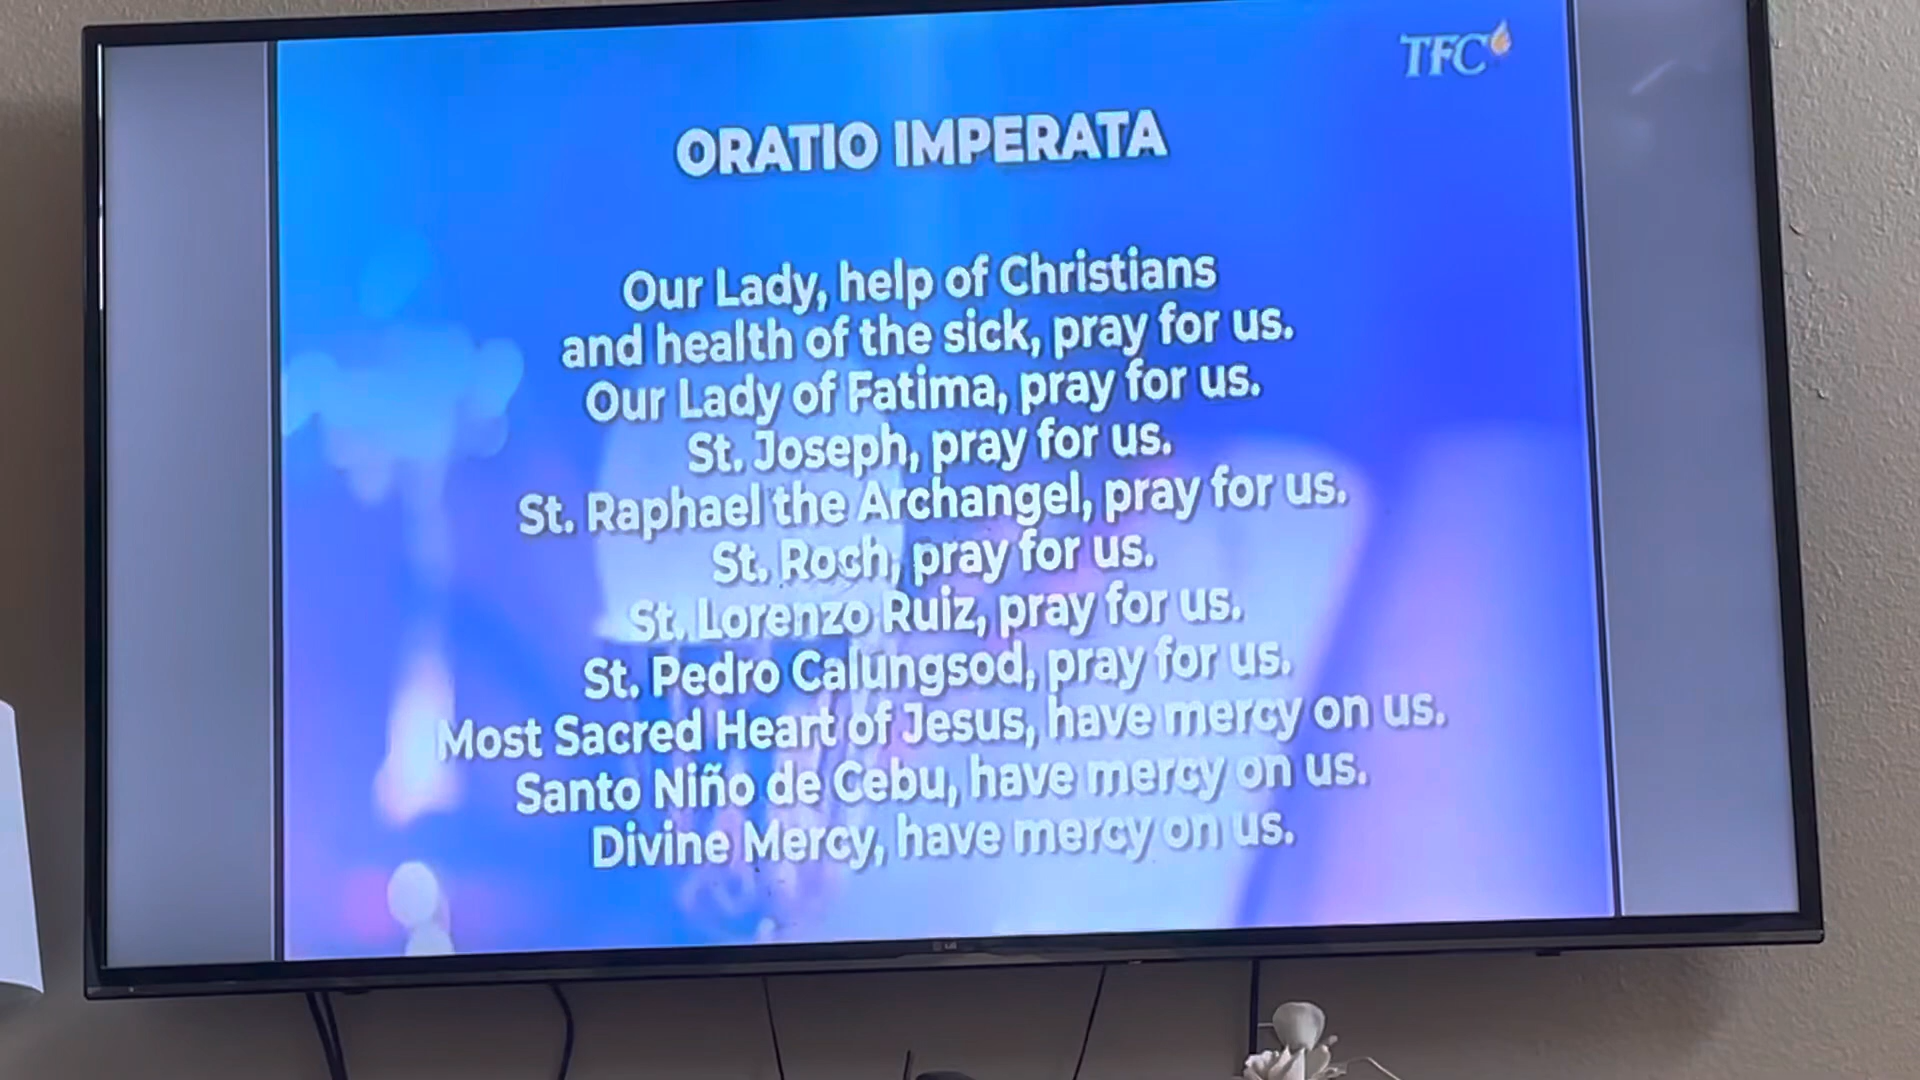 TFC
ORATIO IMPERATA
Our Lady, help of Christians
and health of the sick, pray for us.
Our Lady of Fatima, pray for us.
St. Joseph, pray for us.
St. Raphael the Archangel, pray for us.
St. Roch, pray for us.
St. Lorenzo Ruiz, pray for us.
St. Pedro Calungsod, pray for us.
Most Sacred Heart of Jesus, have mercy on us.
Santo Niño de Cebu, have mercy on us.
Divine Mercy, have mercy on us.
LG